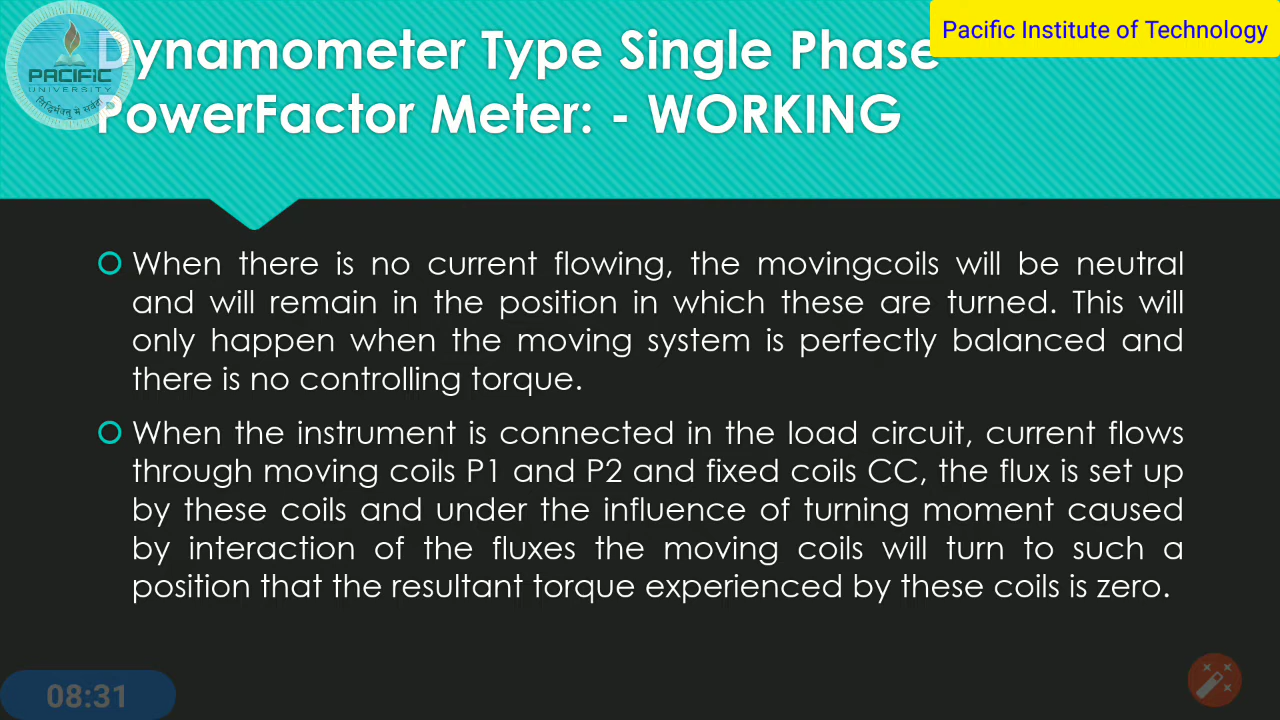 Pacific Institute of Technology
Dynamometer Type Single Phase
PowerFactor Meter: - WORKING
PACIFIC
UNIVERSITY
When there is no current flowing, the movingcoils will be neutral
and will remain in the position in which these are turned. This will
only happen when the moving system is perfectly balanced and
there is no controlling torque.
When the instrument is connected in the load circuit, current flows
through moving coils P1 and P2 and fixed coils CC, the flux is set up
by these coils and under the influence of turning moment caused
by interaction of the fluxes the moving coils will turn to such a
position that the resultant torque experienced by these coils is zero.
08:31